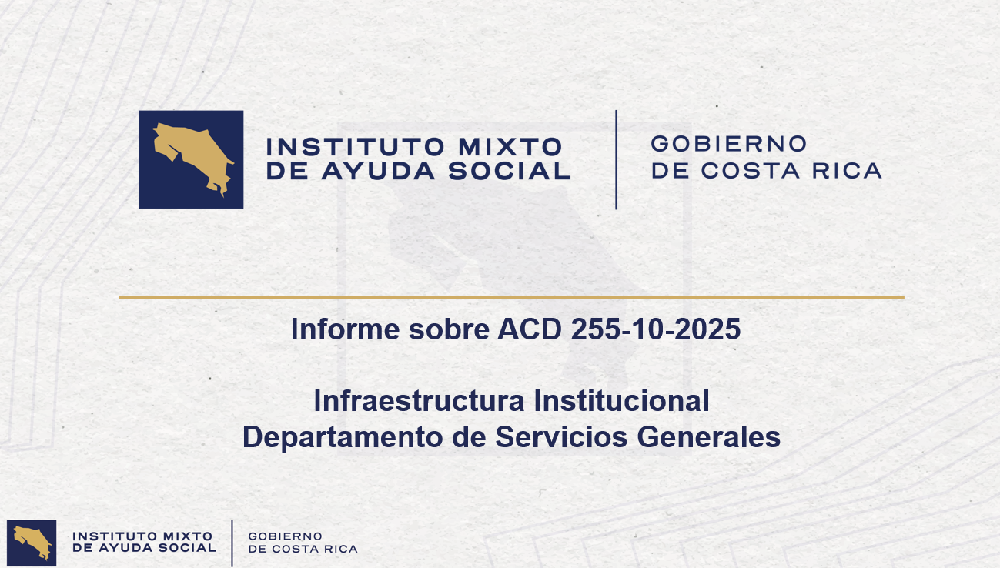 INSTITUTO MIXTO
DE AYUDA SOCIAL
GOBIERNO
DE COSTA RICA
Informe sobre ACD 255-10-2025
Infraestructura Institucional
Departamento de Servicios Generales
INSTITUTO MIXTO
DE AYUDA SOCIAL
GOBIERNO
DE COSTA RICA